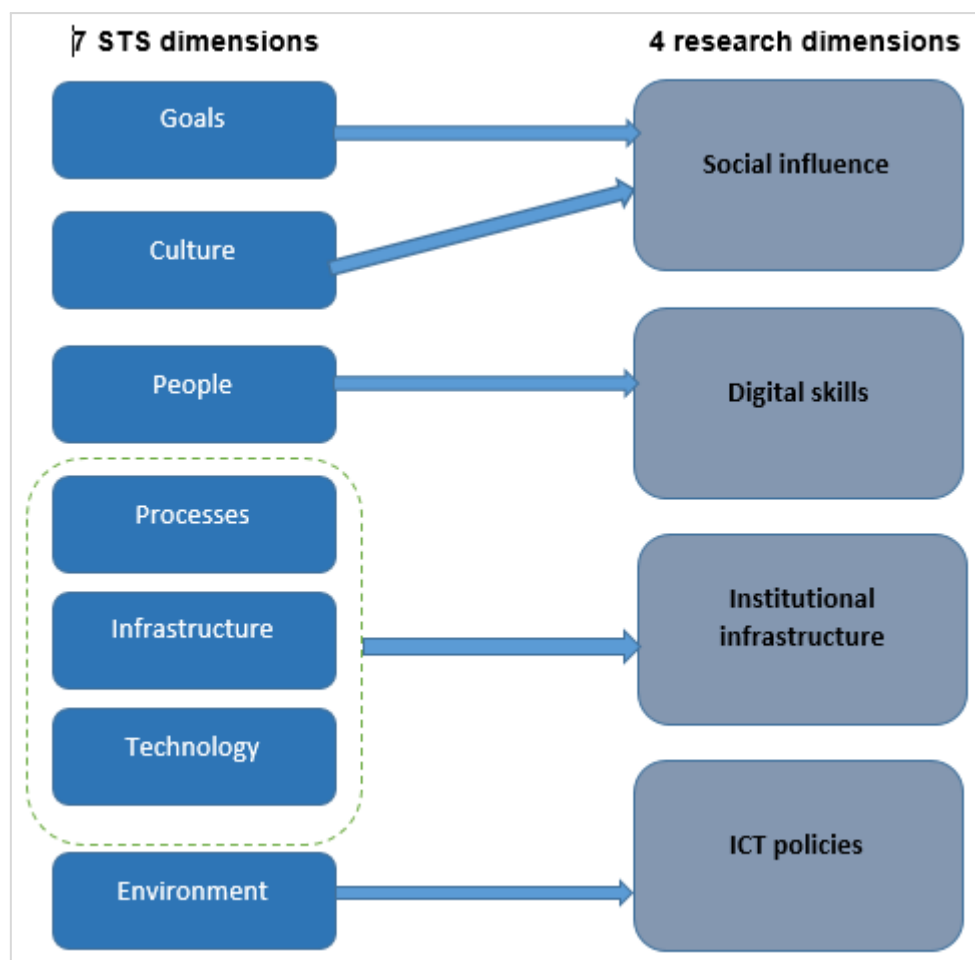 7 STS dimensions
4 research dimensions
Goals
Social influence
Culture
People
Digital skills
Processes
Infrastructure
Technology
Institutional
infrastructure
Environment
ICT policies